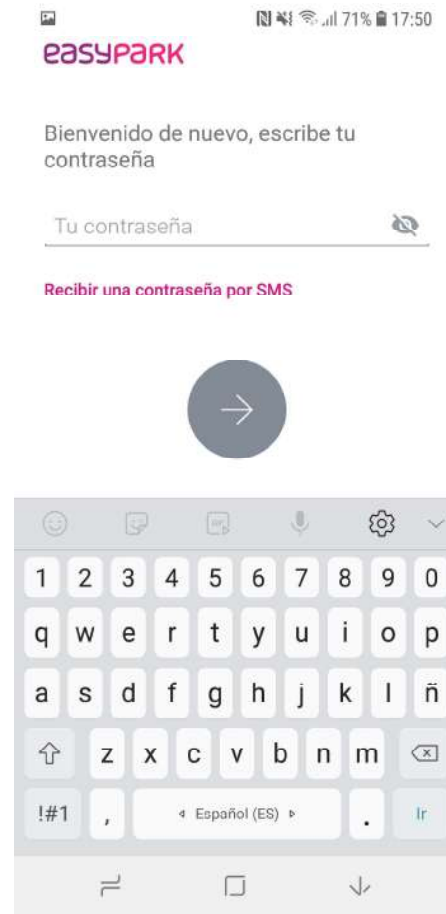 71% 17:50
easypark
Bienvenido de nuevo, escribe tu
contraseña
Tu contraseña
Recibir una contraseña por SMS
1 2 3 4 5 6 7 8 9 0
q w e r t y u i o p
a s d f g h j k l ñ
z x c v b n m
!#1 , Español (ES) . Ir